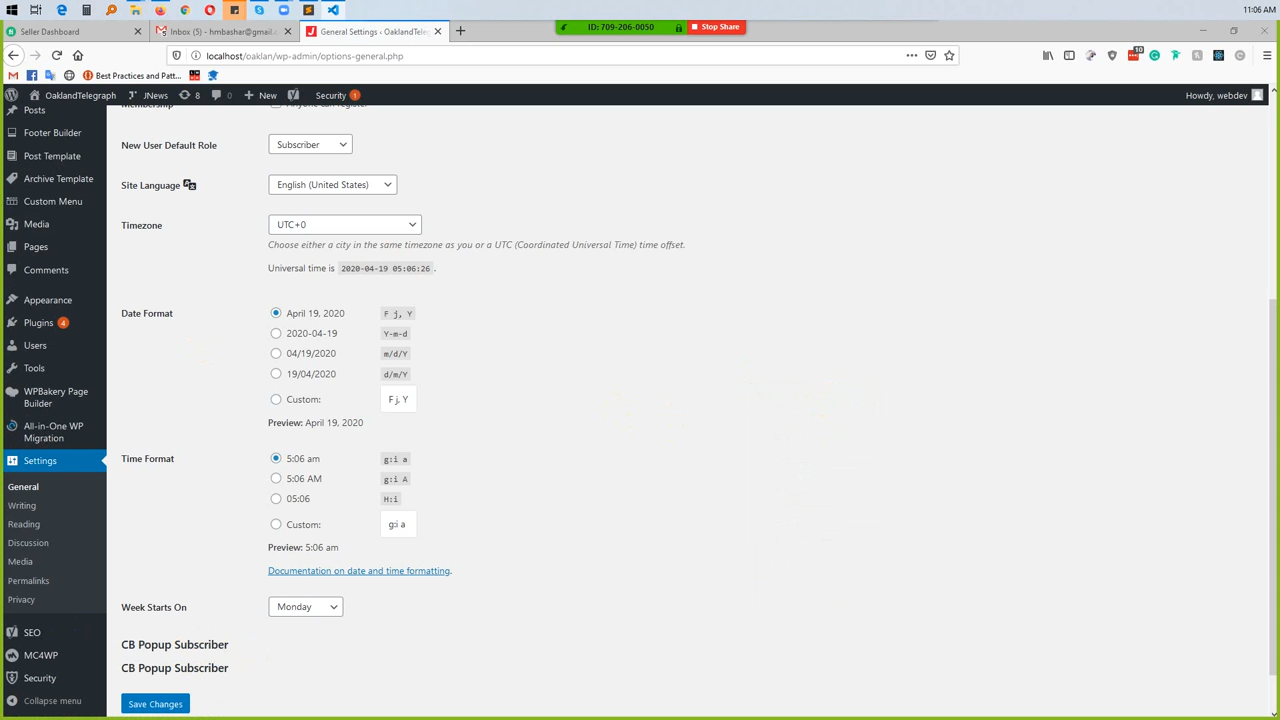 11:06 AM
ID: 709-206-0050
Stop Share
Seller Dashboard
Inbox (5) - hmbashar@gmail.c
General Settings ‹ OaklandTeleg
localhost/oaklan/wp-admin/options-general.php
10
Best Practices and Patt...
OaklandTelegraph
JNews
8
0
New
Security 1
Howdy, webdev
Posts
Footer Builder
Post Template
Archive Template
Custom Menu
Media
Pages
Comments
Appearance
Plugins 4
Users
Tools
WPBakery Page
Builder
All-in-One WP
Migration
Settings
General
Writing
Reading
Discussion
Media
Permalinks
Privacy
SEO
MC4WP
Security
Collapse menu
Membership
Anyone can register
New User Default Role
Subscriber
Site Language
English (United States)
Timezone
UTC+0
Choose either a city in the same timezone as you or a UTC (Coordinated Universal Time) time offset.
Universal time is 2020-04-19 05:06:26 .
Date Format
April 19, 2020 F j, Y
2020-04-19 Y-m-d
04/19/2020 m/d/Y
19/04/2020 d/m/Y
Custom: F j, Y
Preview: April 19, 2020
Time Format
5:06 am g:i a
5:06 AM g:i A
05:06 H:i
Custom: g:i a
Preview: 5:06 am
Documentation on date and time formatting.
Week Starts On
Monday
CB Popup Subscriber
CB Popup Subscriber
Save Changes